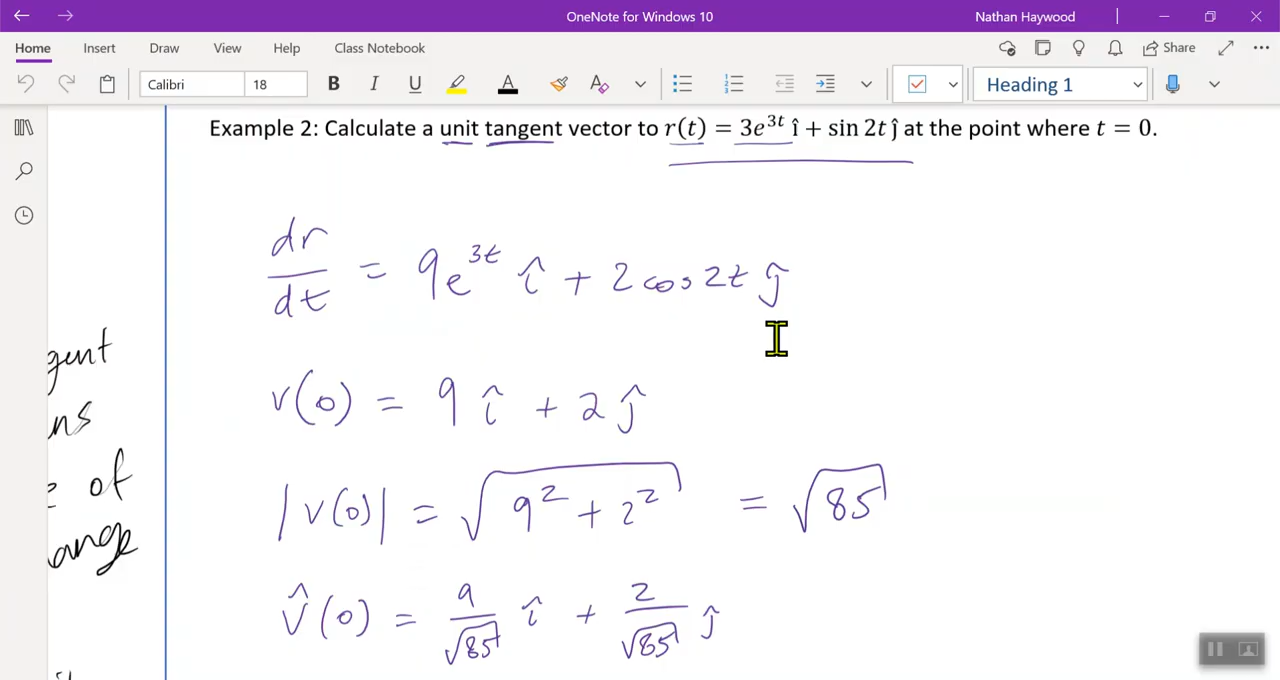 OneNote for Windows 10
Nathan Haywood
Home Insert Draw View Help Class Notebook Share
Calibri 18 B I U A Heading 1
Example 2: Calculate a unit tangent vector to r(t) = 3e^{3t} î + sin 2t ĵ at the point where t = 0.
dr/dt = 9e^{3t} î + 2 cos 2t ĵ
v(0) = 9 î + 2 ĵ
|v(0)| = √(9² + 2²) = √85
v̂(0) = 9/√85 î + 2/√85 ĵ
gent
ns
of
ange